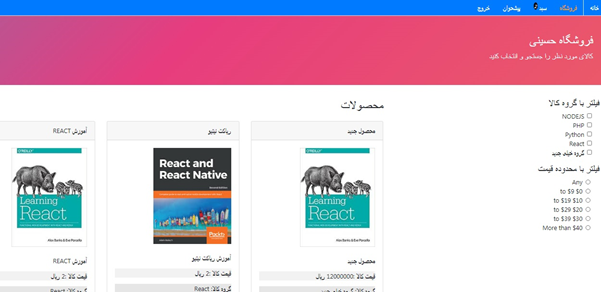 خانه فروشگاه سبد پیشخوان خروج
فروشگاه حسینی
کالای مورد نظر را جستجو و انتخاب کنید
فیلتر با گروه کالا
NODEJS
PHP
Python
React
گروه خیلی جدید
فیلتر با محدوده قیمت
Any
to $9 $0
to $19 $10
to $29 $20
to $39 $30
More than $40
محصولات
محصول جدید
O'REILLY
Learning
React
Alex Banks & Eve Porcello
محصول جدید
قیمت کالا :12000000 ریال
ریاکت نیتیو
React and
React Native
Packt
آموزش ریاکت نیتیو
قیمت کالا :2 ریال
گروه کالا: React
آموزش REACT
O'REILLY
Learning
React
Alex Banks & Eve Porcello
آموزش REACT
قیمت کالا :2 ریال
گروه کالا: React